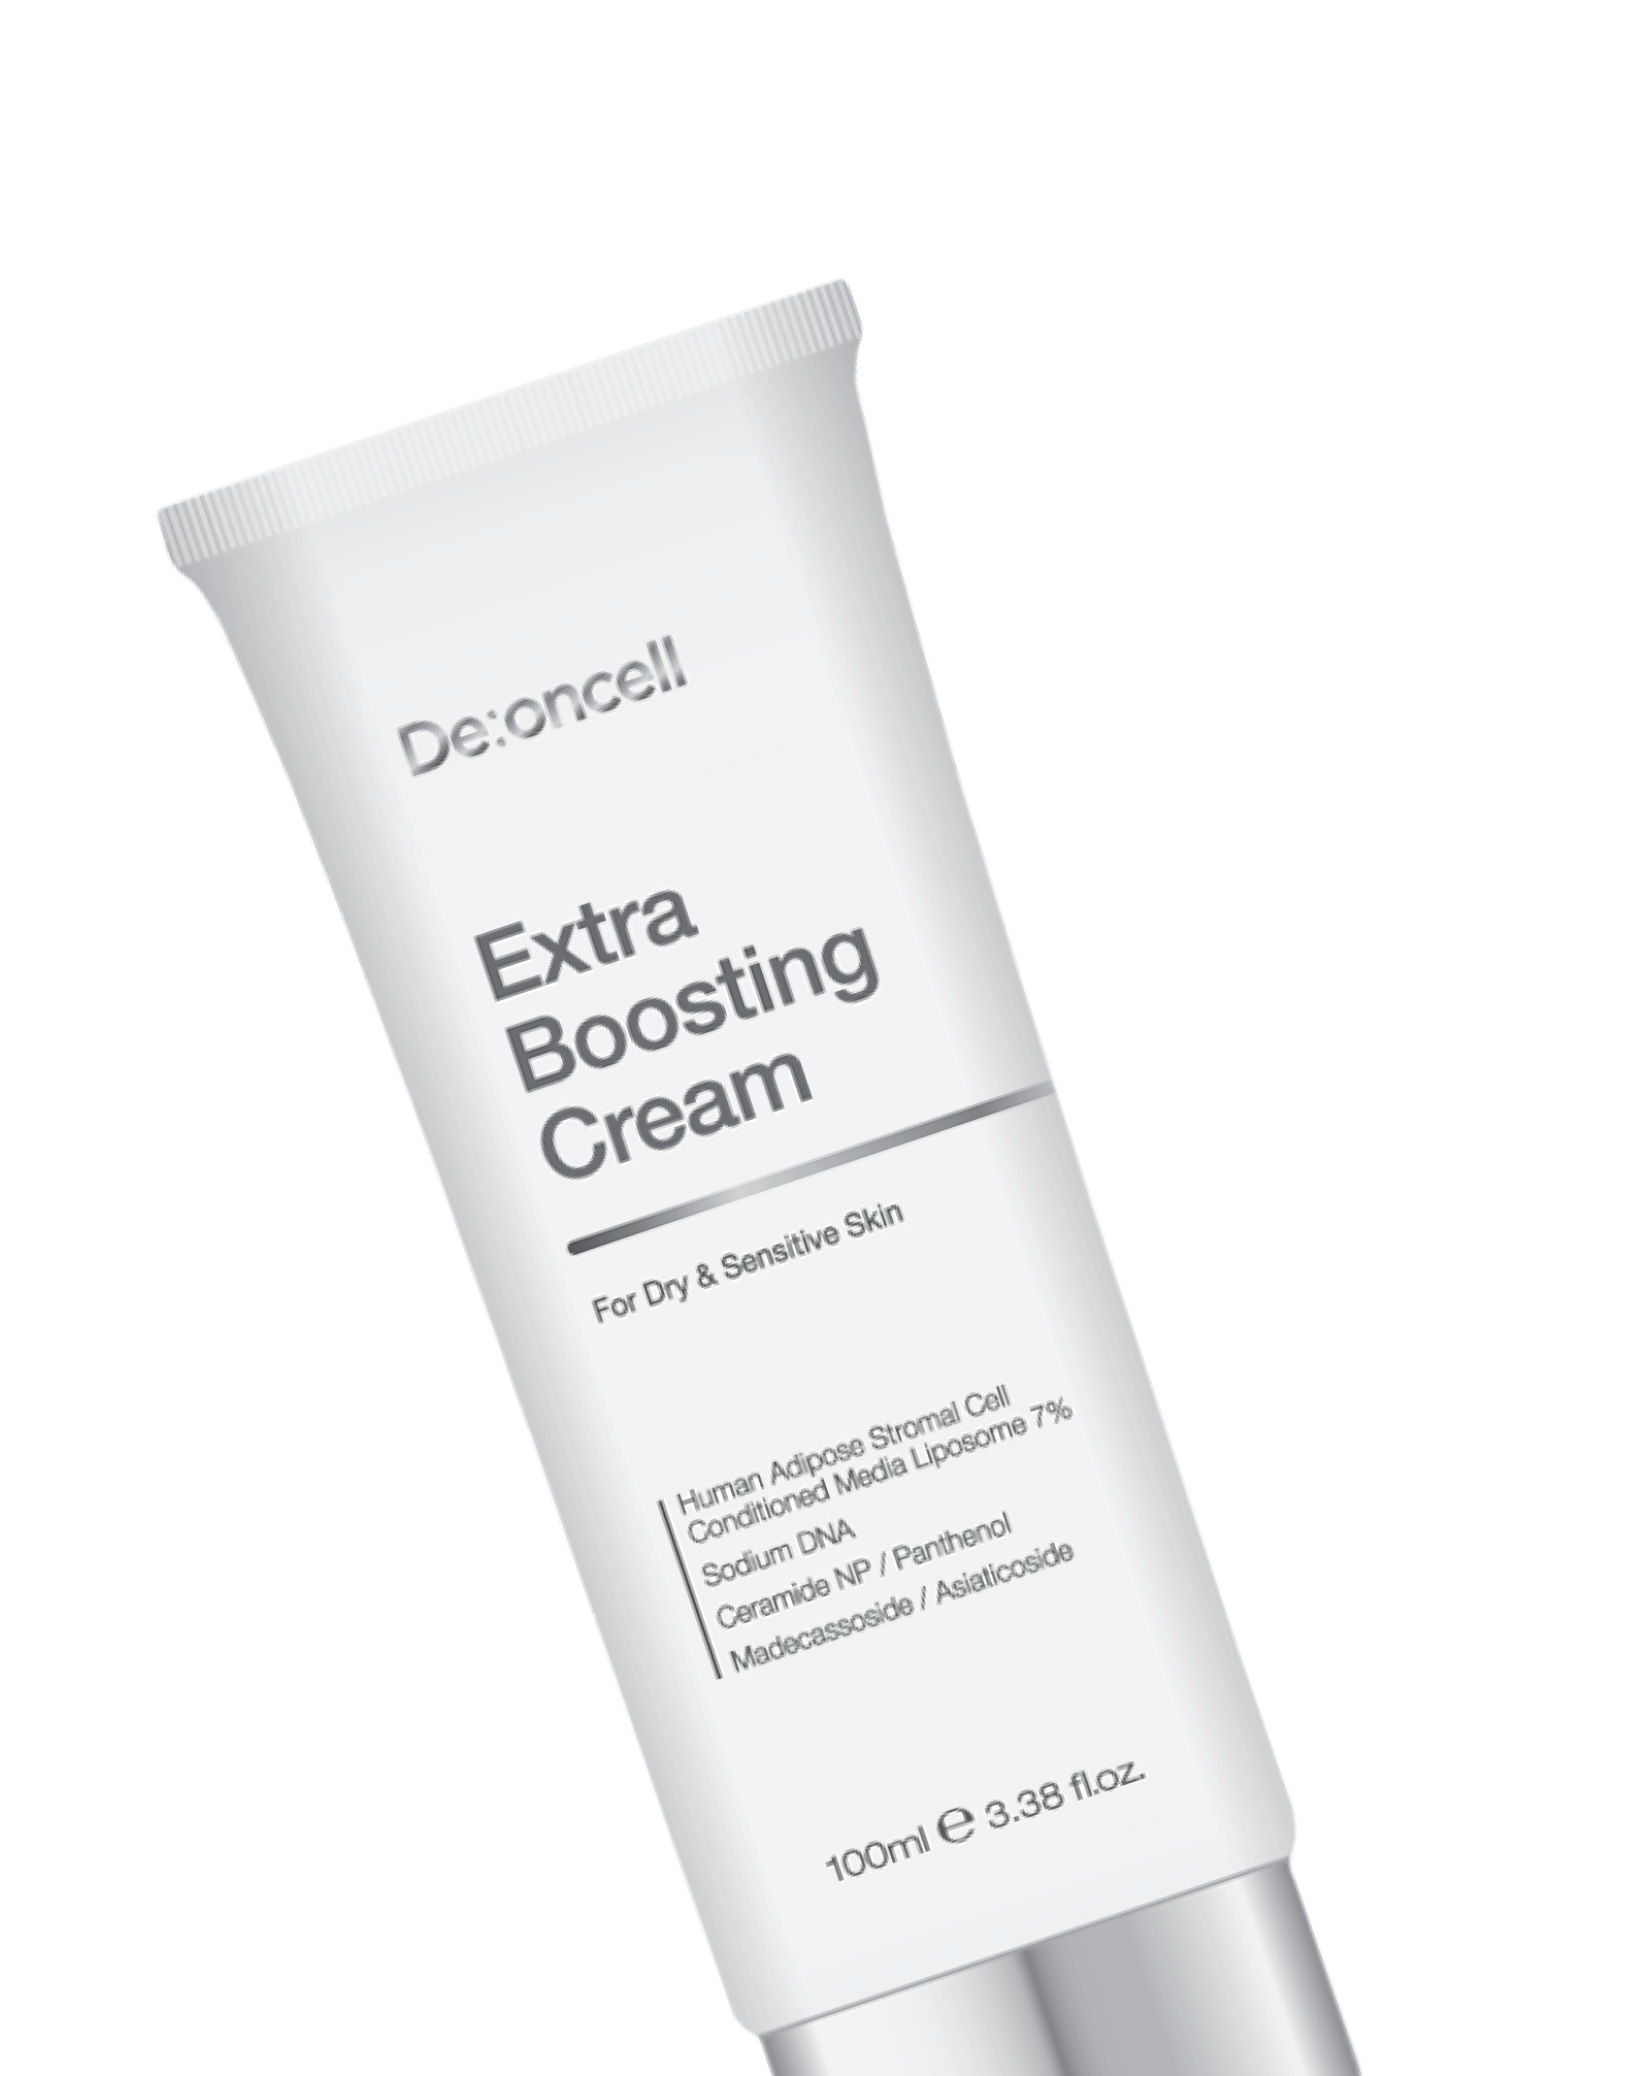 De:oncell
Extra
Boosting
Cream
For Dry & Sensitive Skin
Human Adipose Stromal Cell
Conditioned Media Liposome 7%
Sodium DNA
Ceramide NP / Panthenol
Madecassoside / Asiaticoside
100ml ℮ 3.38 fl.oz.